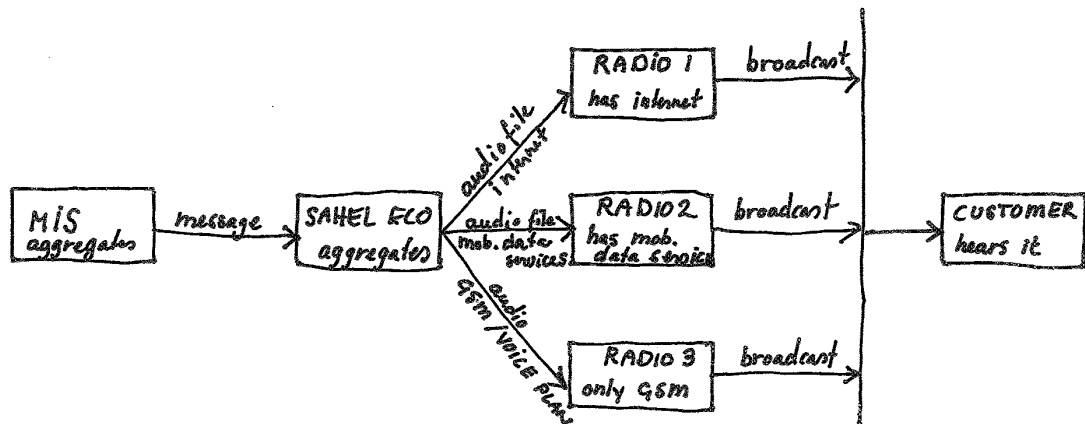 MIS
aggregates
message
SAHEL ECO
aggregates
audio file
internet
audio file
mob. data
services
audio
GSM / VOICE PLAN
RADIO 1
has internet
RADIO 2
has mob.
data service
RADIO 3
only GSM
broadcast
broadcast
broadcast
CUSTOMER
hears it